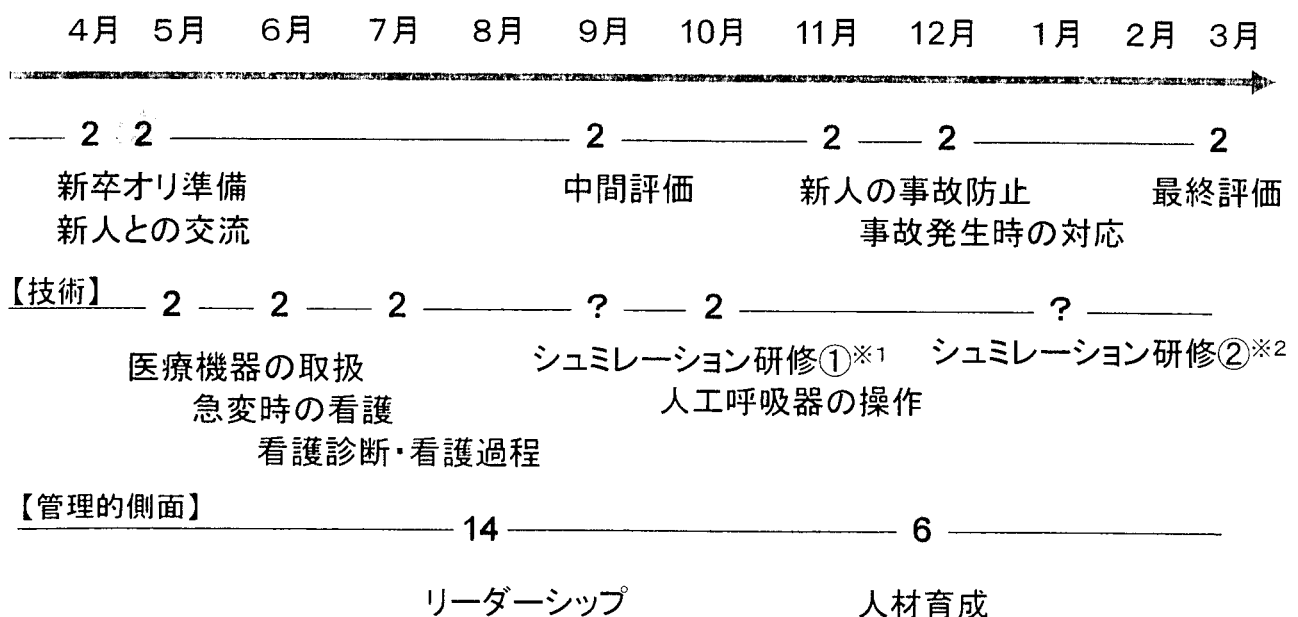 4月 5月 6月 7月 8月 9月 10月 11月 12月 1月 2月 3月
2 2 2 2 2 2
新卒オリ準備 中間評価 新人の事故防止 最終評価
新人との交流 事故発生時の対応
【技術】 2 2 2 ? 2 ?
医療機器の取扱 シュミレーション研修①※1 シュミレーション研修②※2
急変時の看護 人工呼吸器の操作
看護診断・看護過程
【管理的側面】 14 6
リーダーシップ 人材育成